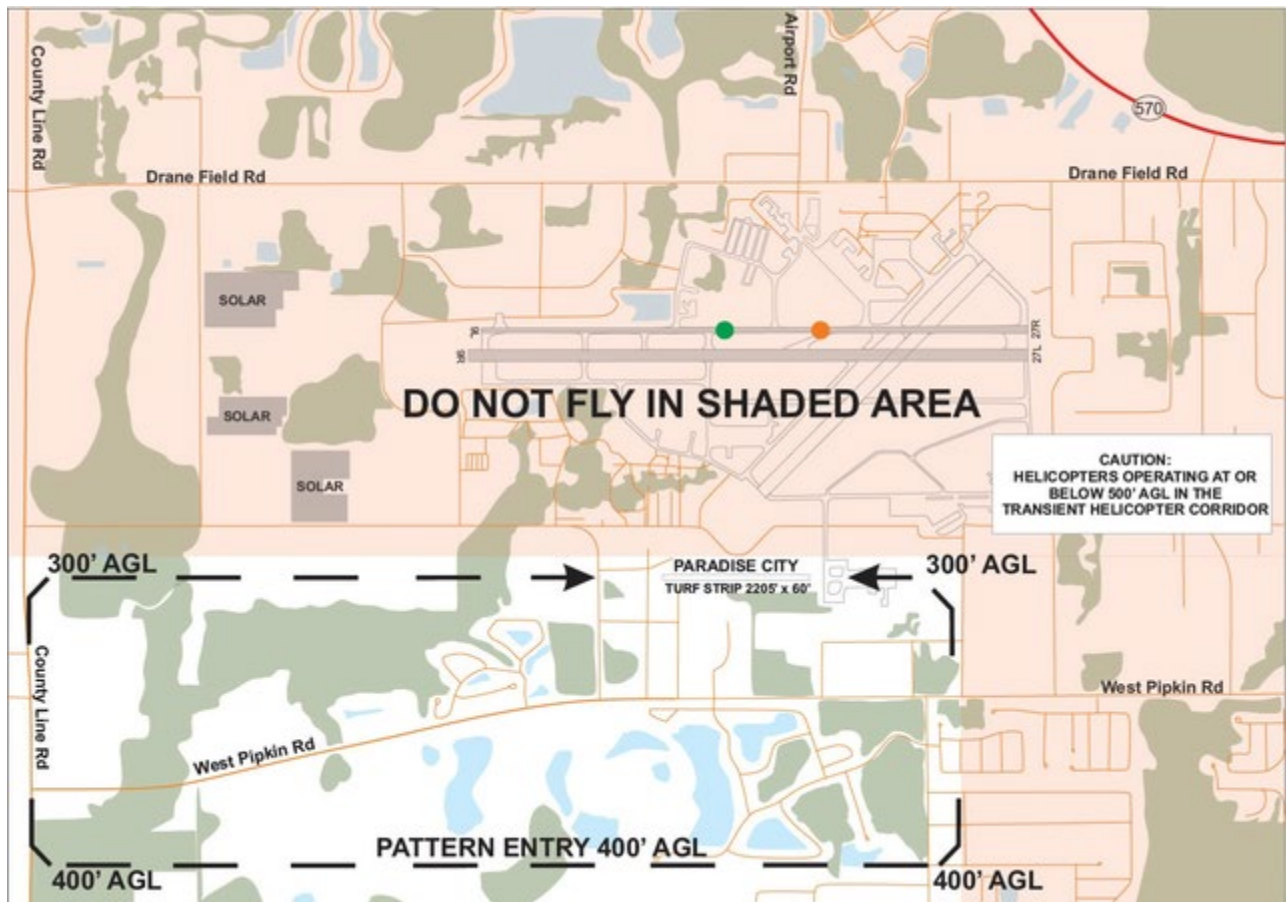 County Line Rd
Airport Rd
570
Drane Field Rd
Drane Field Rd
SOLAR
9L
27R
9R
27L
DO NOT FLY IN SHADED AREA
SOLAR
CAUTION:
HELICOPTERS OPERATING AT OR
BELOW 500' AGL IN THE
TRANSIENT HELICOPTER CORRIDOR
SOLAR
300' AGL
PARADISE CITY
300' AGL
TURF STRIP 2205' x 60'
County Line Rd
West Pipkin Rd
West Pipkin Rd
PATTERN ENTRY 400' AGL
400' AGL
400' AGL